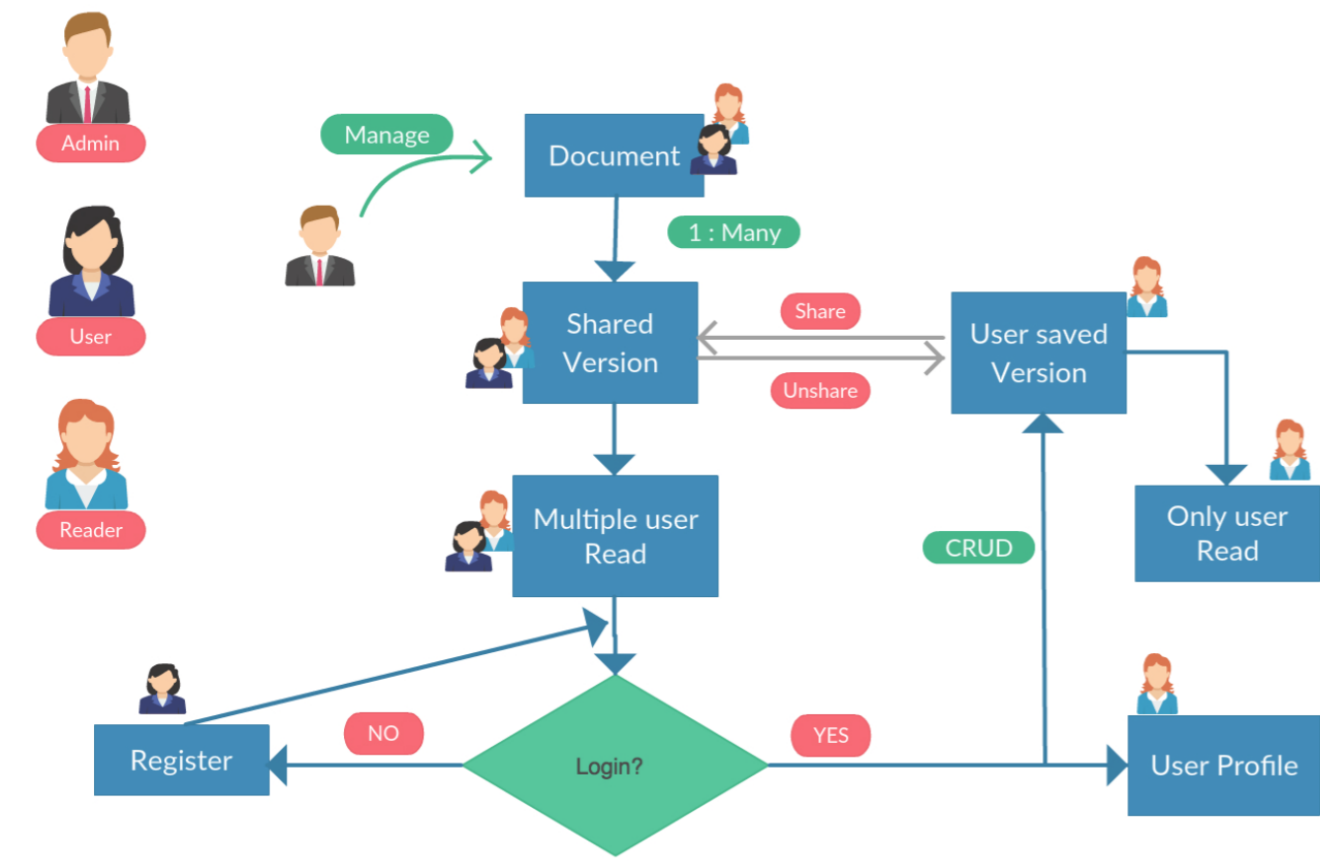 Admin
Manage
Document
1 : Many
User
Shared
Version
Share
Unshare
User saved
Version
Reader
Multiple user
Read
CRUD
Only user
Read
Register
NO
Login?
YES
User Profile